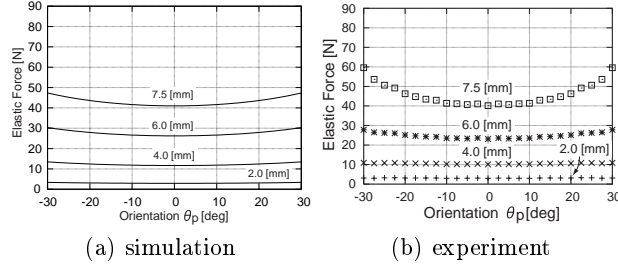 90
80
70
60
50
40
30
20
10
0
Elastic Force [N]
7.5 [mm]
6.0 [mm]
4.0 [mm]
2.0 [mm]
-30 -20 -10 0 10 20 30
Orientation θp[deg]
(a) simulation
90
80
70
60
50
40
30
20
10
0
Elastic Force [N]
7.5 [mm]
6.0 [mm]
4.0 [mm]
2.0 [mm]
-30 -20 -10 0 10 20 30
Orientation θp[deg]
(b) experiment